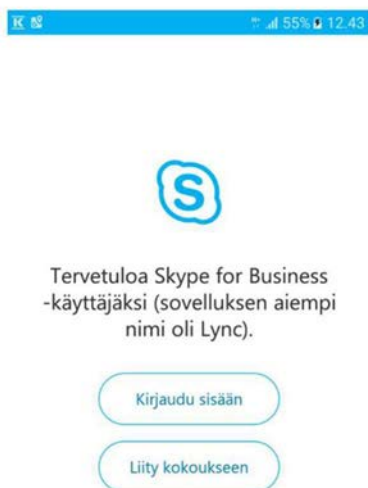 K 55% 12.43
S
Tervetuloa Skype for Business
-käyttäjäksi (sovelluksen aiempi
nimi oli Lync).
Kirjaudu sisään
Liity kokoukseen